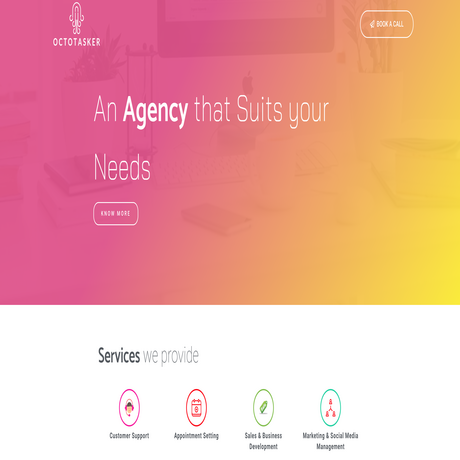 OCTOTASKER
BOOK A CALL
An Agency that Suits your
Needs
KNOW MORE
Services we provide
Customer Support
Appointment Setting
Sales & Business
Development
Marketing & Social Media
Management